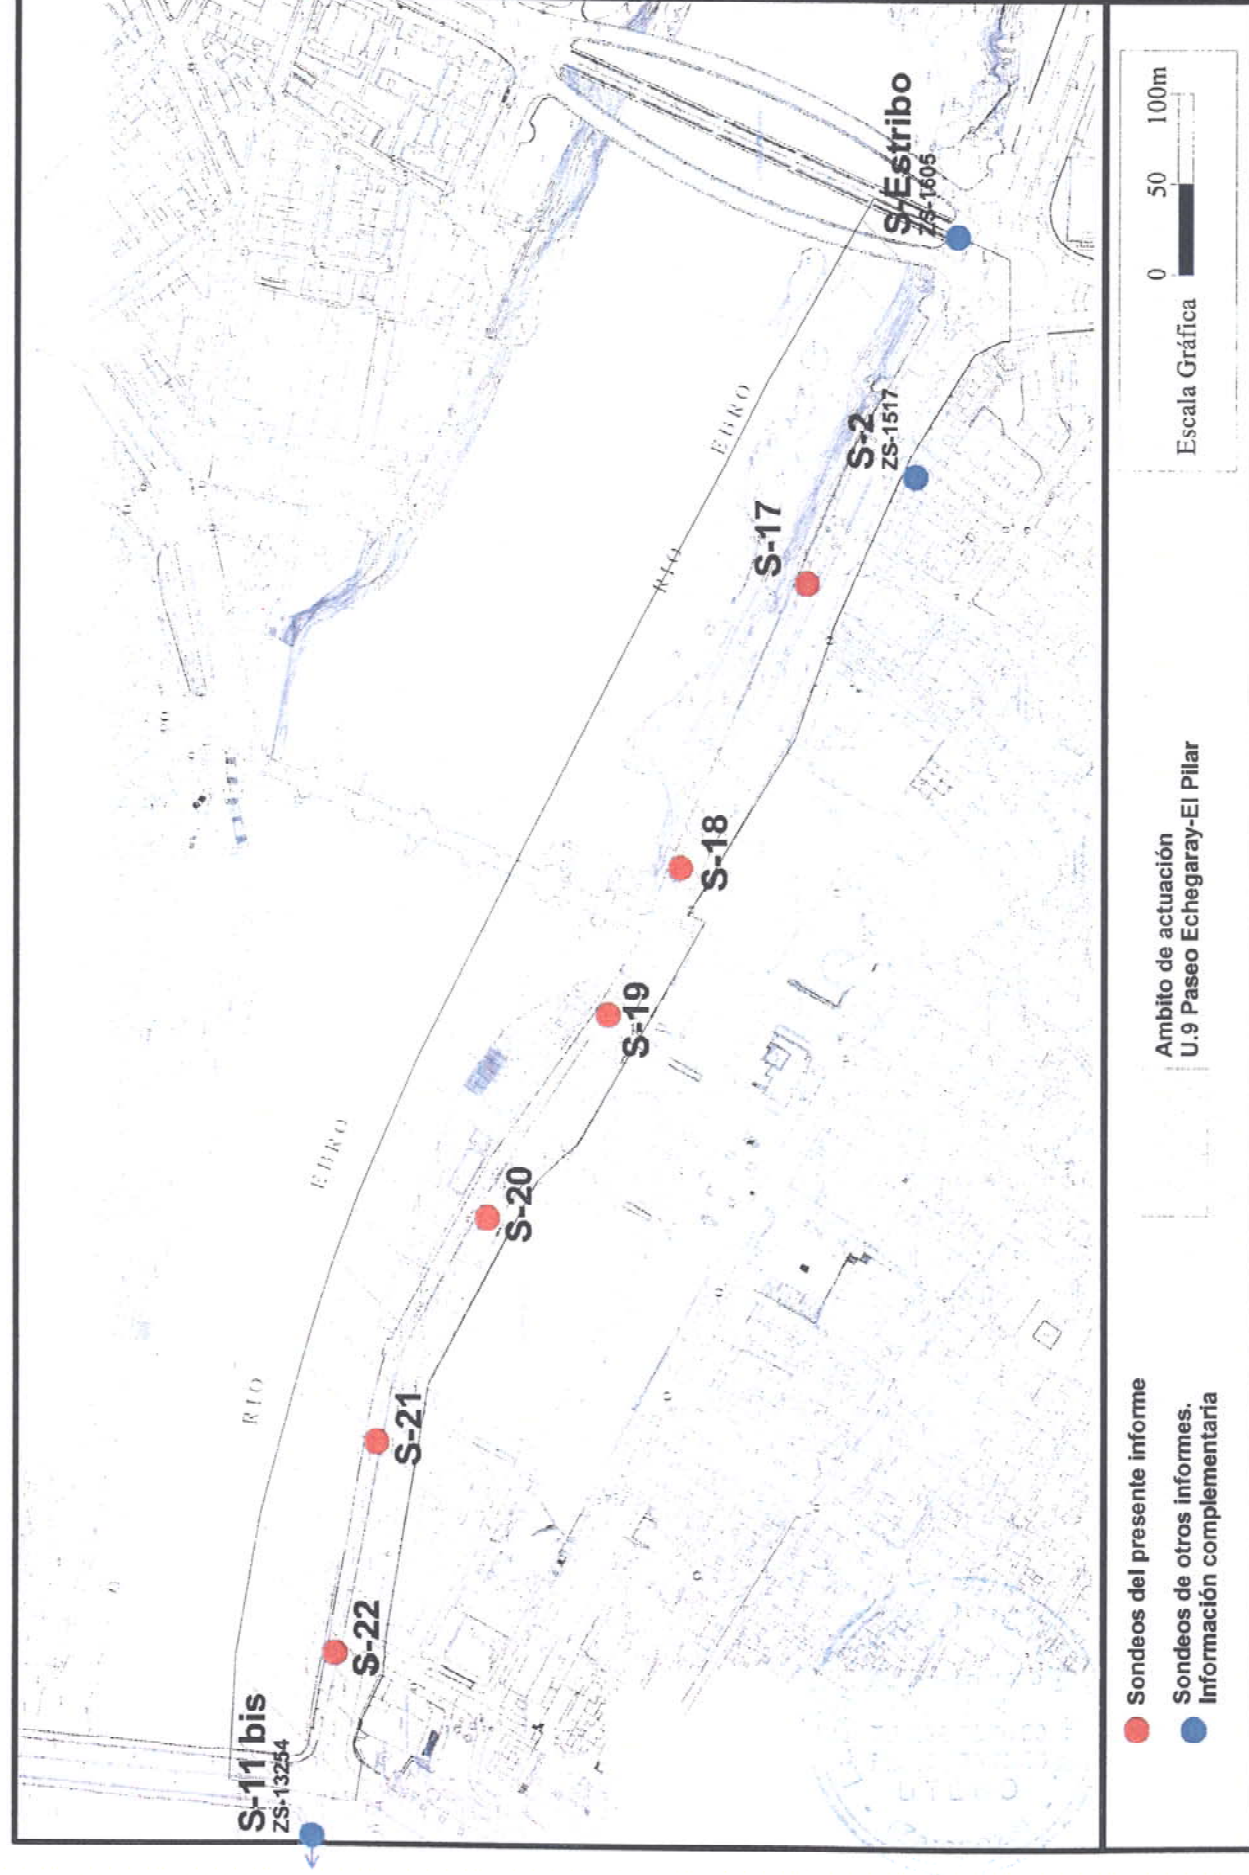 S-11 bis
ZS-13254
S-22
S-21
S-20
S-19
S-18
S-17
S-2
ZS-1517
S-Estribo
ZS-1605
RIO
EBRO
RIO
EBRO
Sondeos del presente informe
Sondeos de otros informes.
Información complementaria
Ambito de actuación
U.9 Paseo Echegaray-El Pilar
Escala Gráfica
0 50 100m